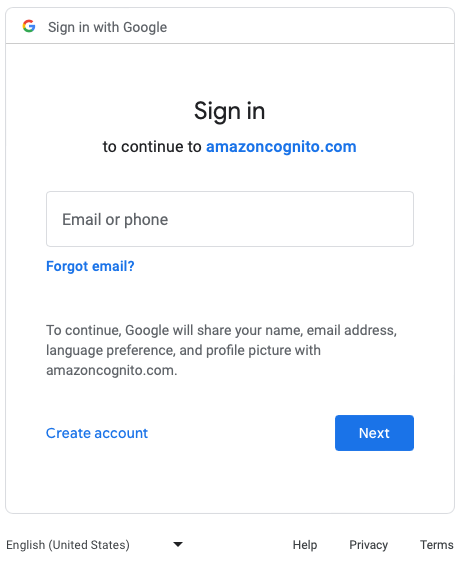 Sign in with Google
Sign in
to continue to amazoncognito.com
Email or phone
Forgot email?
To continue, Google will share your name, email address,
language preference, and profile picture with
amazoncognito.com.
Create account
Next
English (United States)
Help
Privacy
Terms